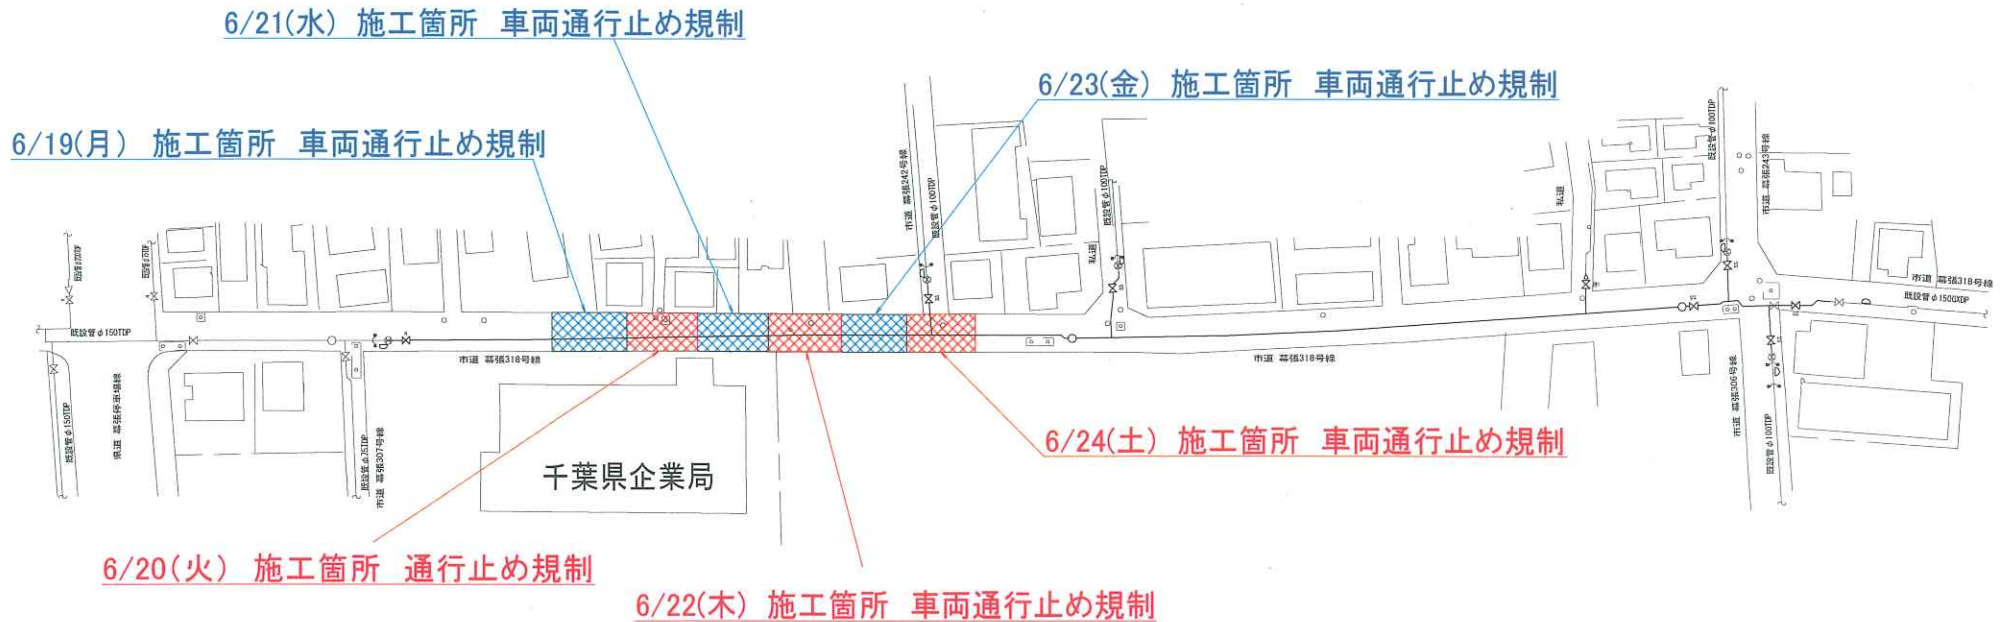 6/21(水) 施工箇所 車両通行止め規制
6/23(金) 施工箇所 車両通行止め規制
6/19(月) 施工箇所 車両通行止め規制
既設管φ100TDP
市道 幕張243号線
市道 幕張242号線
既設管φ100TDP
既設管φ100TDP
私道
私道
市道 幕張318号線
既設管φ150GXDP
既設管φ150TDP
市道 幕張318号線
市道 幕張318号線
県道 幕張停車場線
既設管φ150TDP
既設管φ75TDP
市道 幕張307号線
市道 幕張306号線
既設管φ100TDP
6/24(土) 施工箇所 車両通行止め規制
千葉県企業局
6/20(火) 施工箇所 通行止め規制
6/22(木) 施工箇所 車両通行止め規制